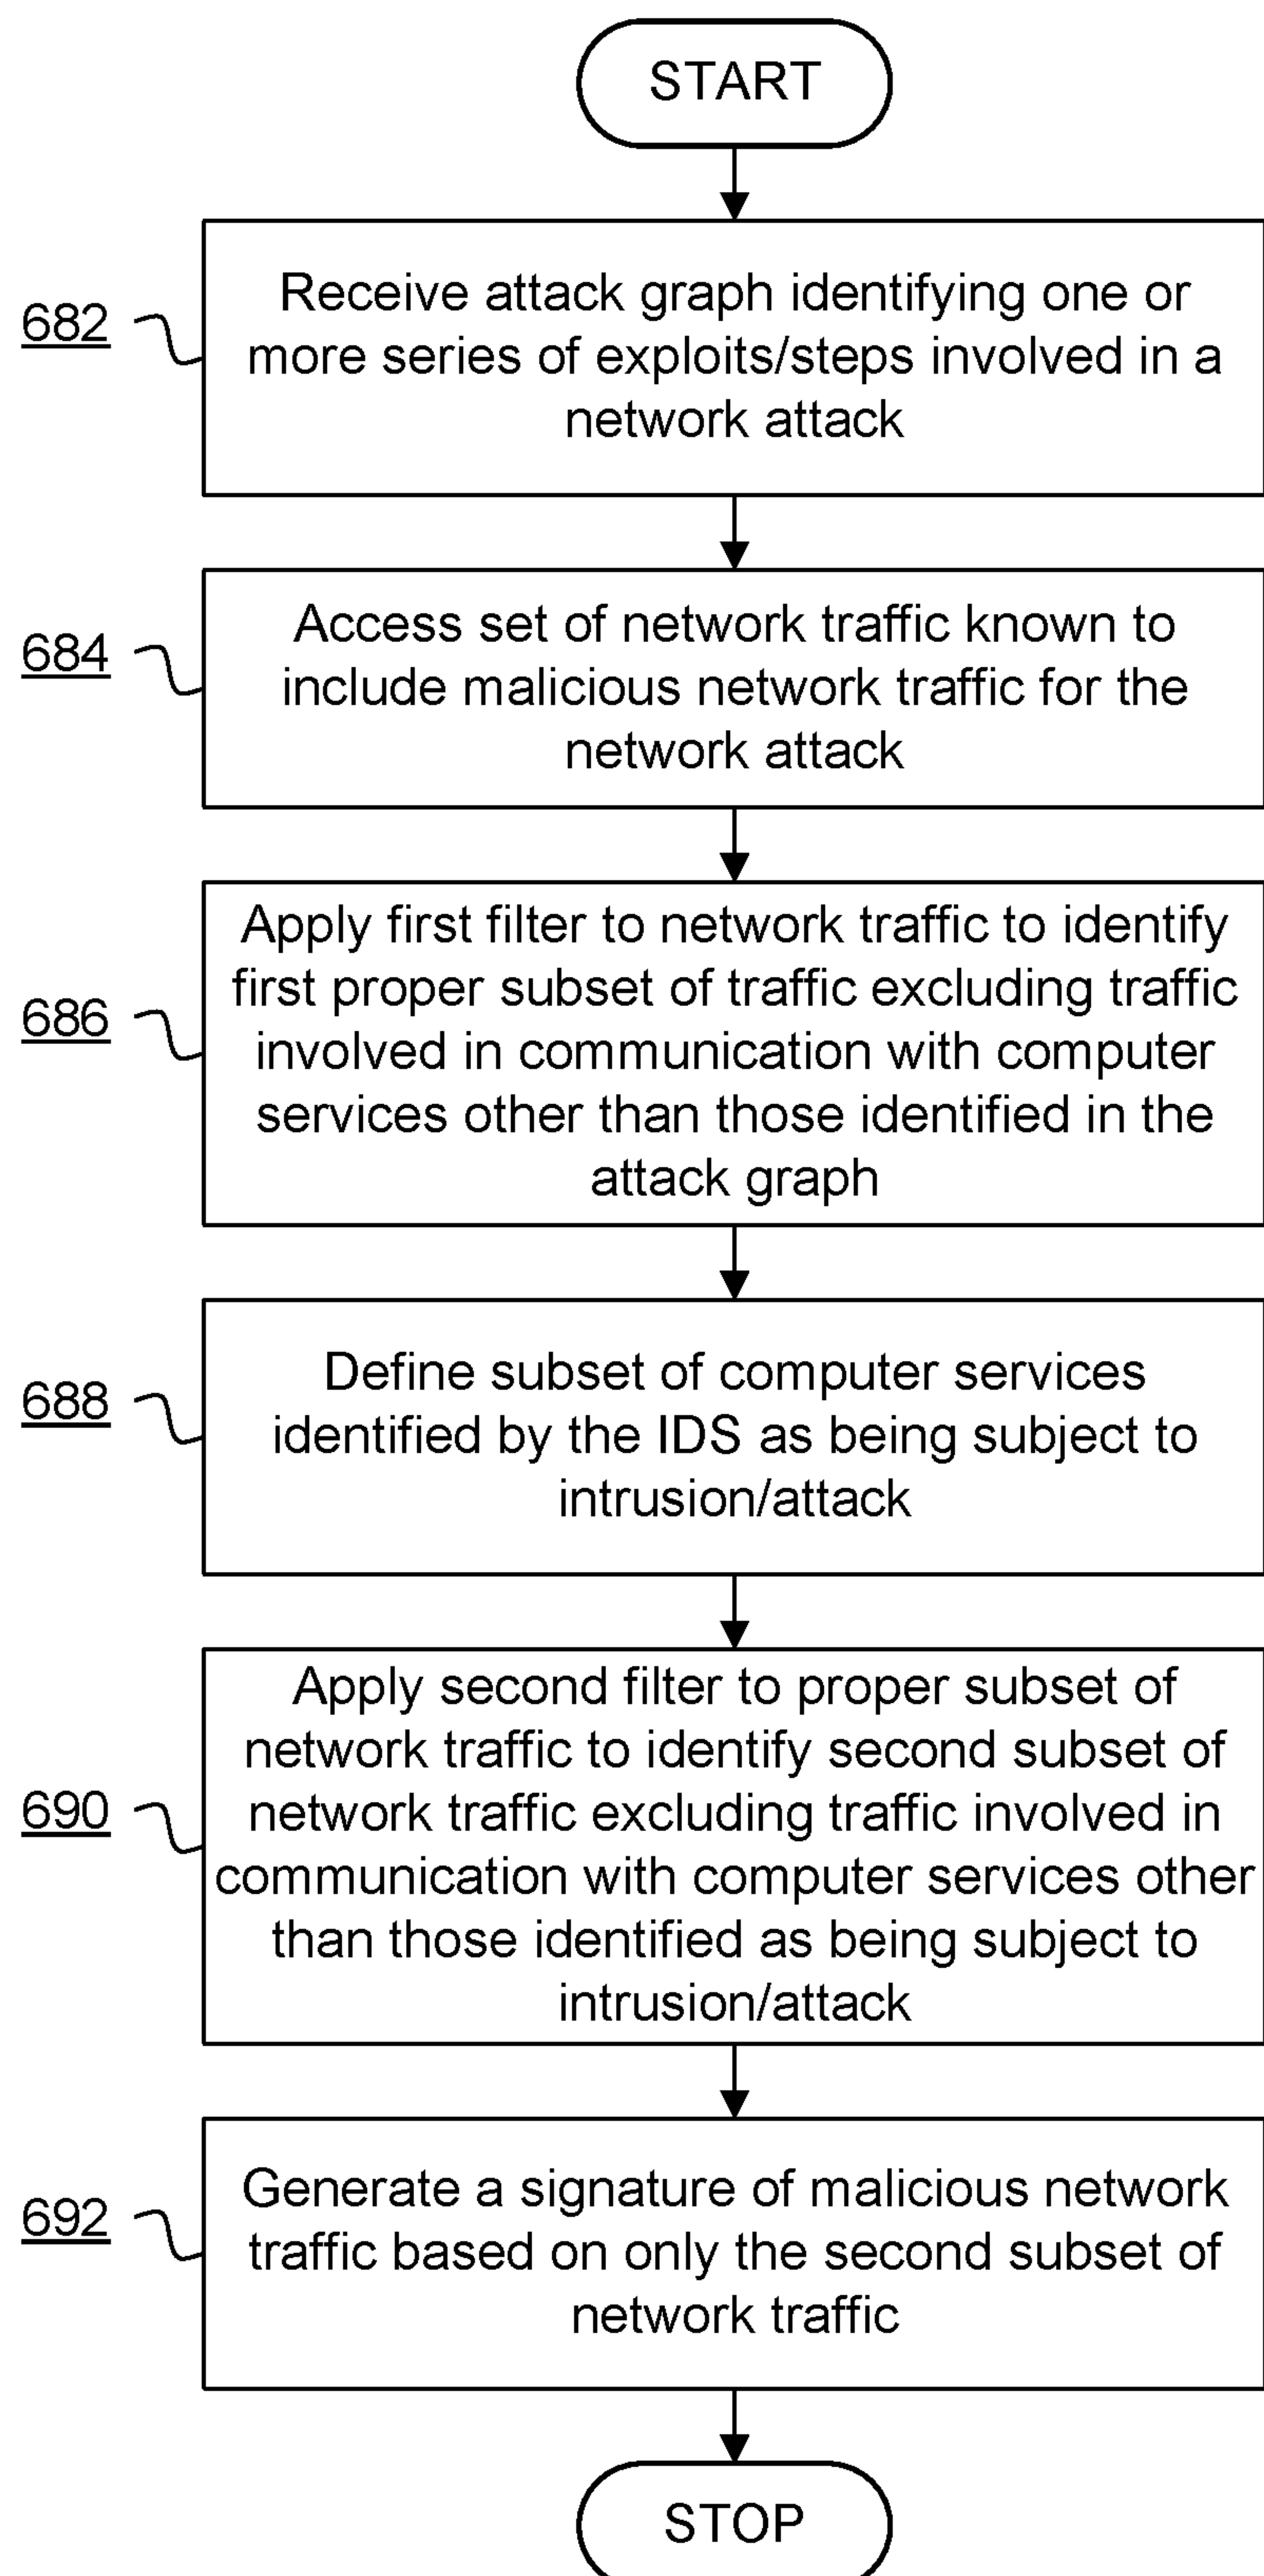 START
682
Receive attack graph identifying one or
more series of exploits/steps involved in a
network attack
684
Access set of network traffic known to
include malicious network traffic for the
network attack
686
Apply first filter to network traffic to identify
first proper subset of traffic excluding traffic
involved in communication with computer
services other than those identified in the
attack graph
688
Define subset of computer services
identified by the IDS as being subject to
intrusion/attack
690
Apply second filter to proper subset of
network traffic to identify second subset of
network traffic excluding traffic involved in
communication with computer services other
than those identified as being subject to
intrusion/attack
692
Generate a signature of malicious network
traffic based on only the second subset of
network traffic
STOP